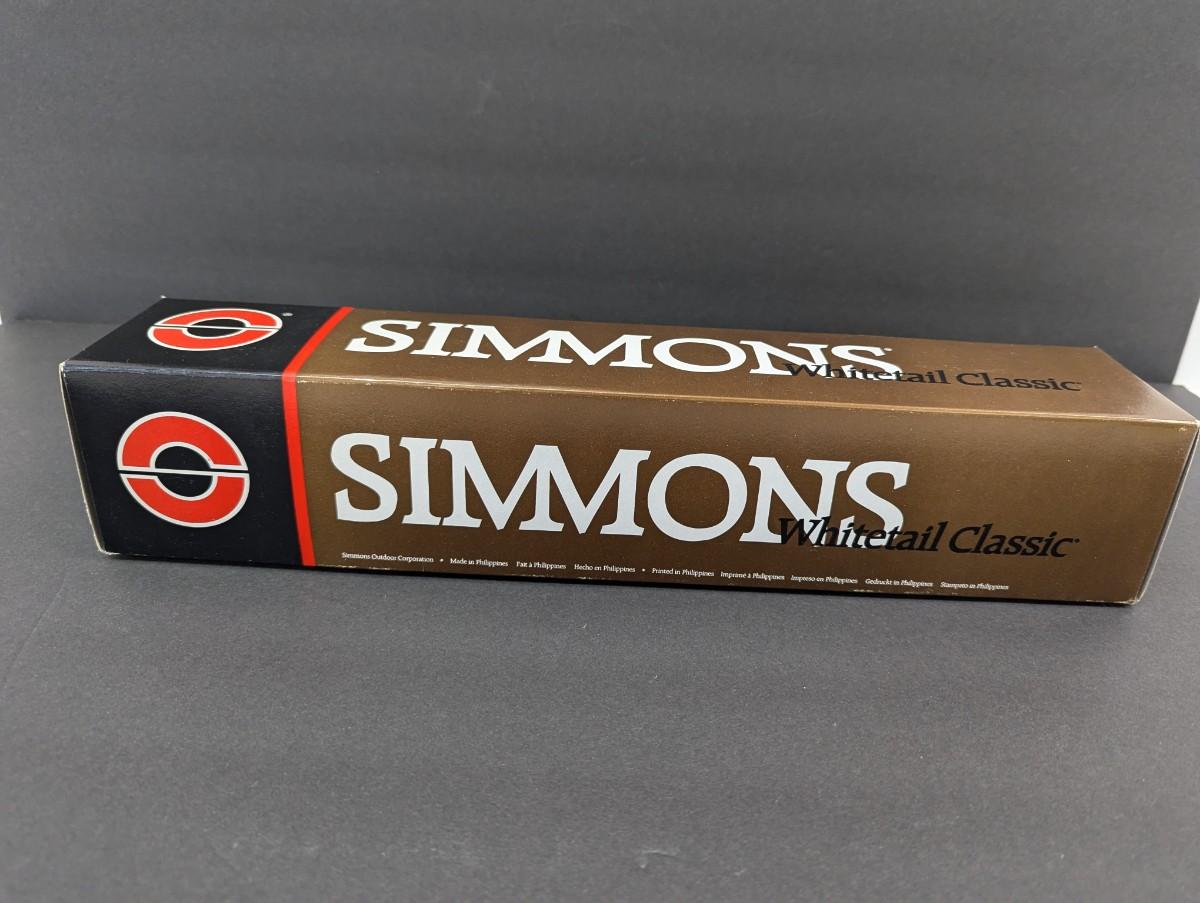 ®
SIMMONS®
Whitetail Classic®
SIMMONS
Whitetail Classic®
Simmons Outdoor Corporation • Made in Philippines Fait à Philippines Hecho en Philippines • Printed in Philippines Imprimé à Philippines Impreso en Philippines Gedruckt in Philippines Stampato in Philippines